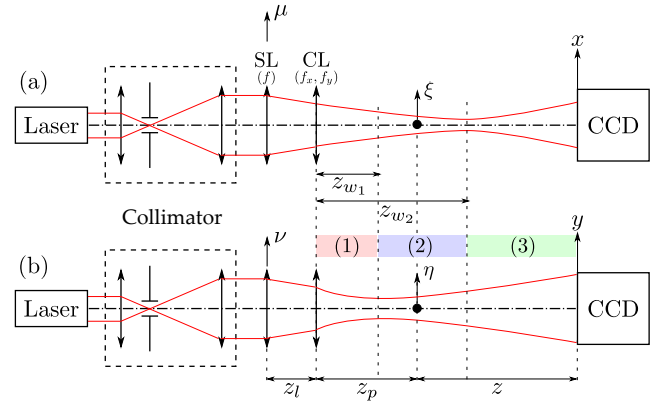 μ
x
SL
CL
(a)
(f)
(f_x, f_y)
ξ
Laser
CCD
z_{w_1}
z_{w_2}
Collimator
ν
(1)
(2)
(3)
y
(b)
η
Laser
CCD
z_l
z_p
z